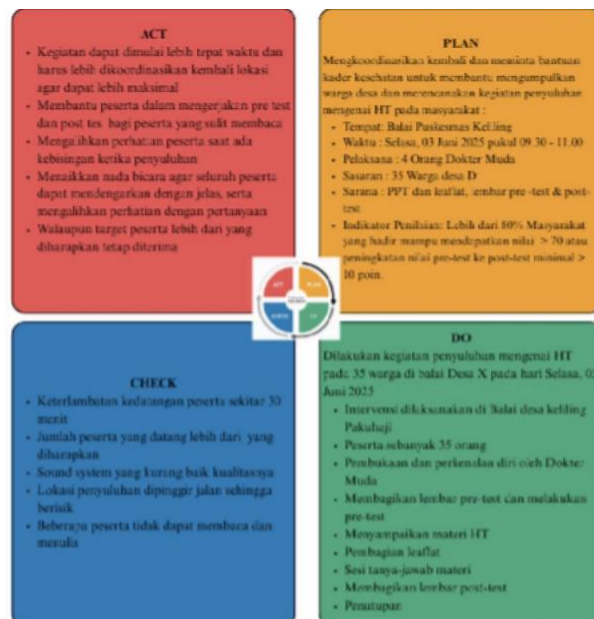 ACT
• Kegiatan dapat dimulai lebih tepat waktu dan
harus lebih dikoordinasikan kembali lokasi
agar dapat lebih maksimal
• Membantu peserta dalam mengerjakan pre test
dan post tes bagi peserta yang sulit membaca
• Mengalihkan perhatian peserta saat ada
kebisingan ketika penyuluhan
• Menaikkan nada bicara agar seluruh peserta
dapat mendengarkan dengan jelas, serta
mengalihkan perhatian dengan pertanyaan
• Walaupun target peserta lebih dari yang
diharapkan tetap diterima
PLAN
Mengkoordinasikan kembali dan meminta bantuan
kader kesehatan untuk membantu mengumpulkan
warga desa dan merencanakan kegiatan penyuluhan
mengenai HT pada masyarakat :
• Tempat: Balai Puskesmas Keliling
• Waktu : Selasa, 03 Juni 2025 pukul 09.30 - 11.00
• Pelaksana : 4 Orang Dokter Muda
• Sasaran : 35 Warga desa D
• Sarana : PPT dan leaflat, lembar pre -test & post-
test
• Indikator Penilaian: Lebih dari 80% Masyarakat
yang hadir mampu mendapatkan nilai > 70 atau
peningkatan nilai pre-test ke post-test minimal >
10 poin.
ACT
PLAN
CHECK
DO
CHECK
• Keterlambatan kedatangan peserta sekitar 30
menit
• Jumlah peserta yang datang lebih dari yang
diharapkan
• Sound system yang kurang baik kualitasnya
• Lokasi penyuluhan dipinggir jalan sehingga
berisik
• Beberapa peserta tidak dapat membaca dan
menulis
DO
Dilakukan kegiatan penyuluhan mengenai HT
pada 35 warga di balai Desa X pada hari Selasa, 03
Juni 2025
• Intervensi dilaksanakan di Balai desa keliling
Pakuhaji
• Peserta sebanyak 35 orang
• Pembukaan dan perkenalan diri oleh Dokter
Muda
• Membagikan lembar pre-test dan melakukan
pre-test
• Menyampaikan materi HT
• Pembagian leaflat
• Sesi tanya-jawab materi
• Membagikan lembar post-test
• Penutupan